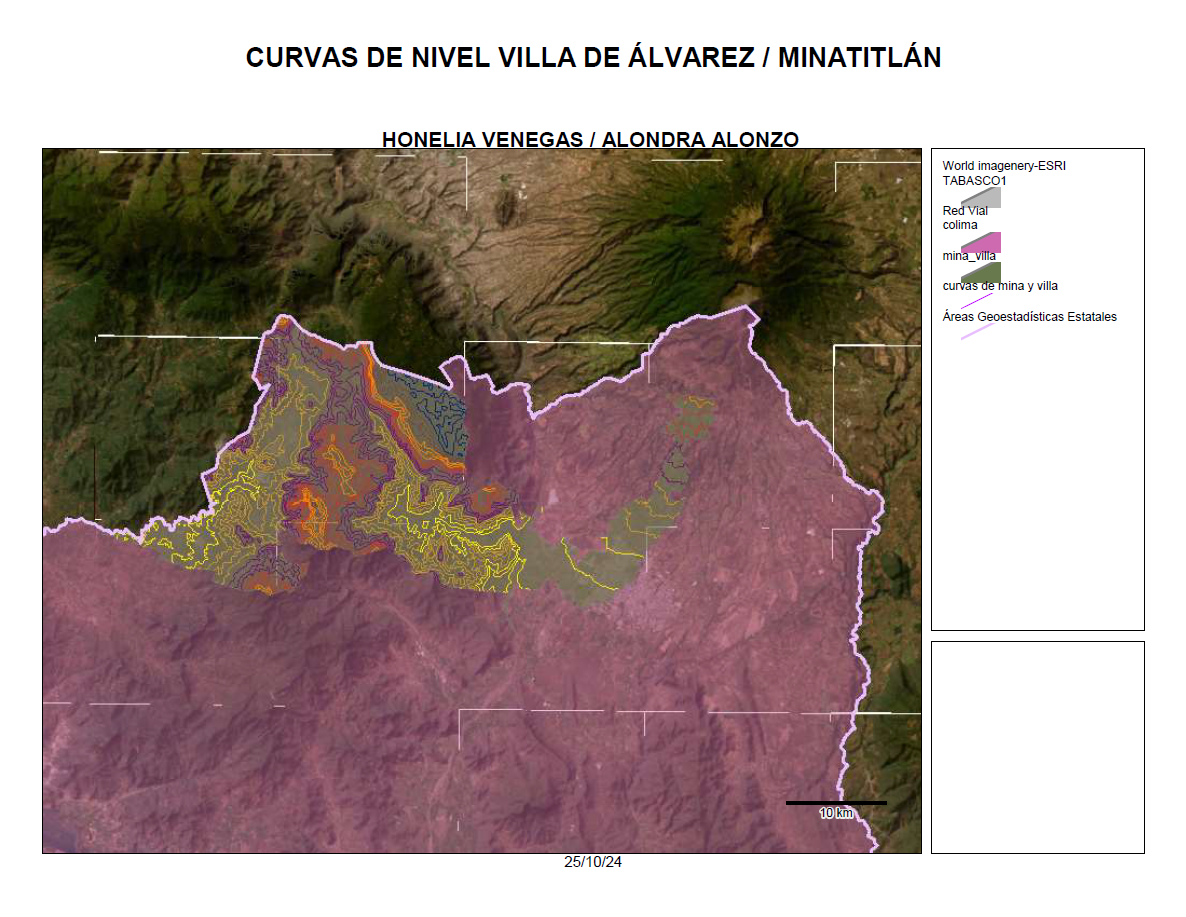 CURVAS DE NIVEL VILLA DE ÁLVAREZ / MINATITLÁN
HONELIA VENEGAS / ALONDRA ALONZO
World imagenery-ESRI
TABASCO1
Red Vial
colima
mina_villa
curvas de mina y villa
Áreas Geoestadísticas Estatales
10 km
25/10/24